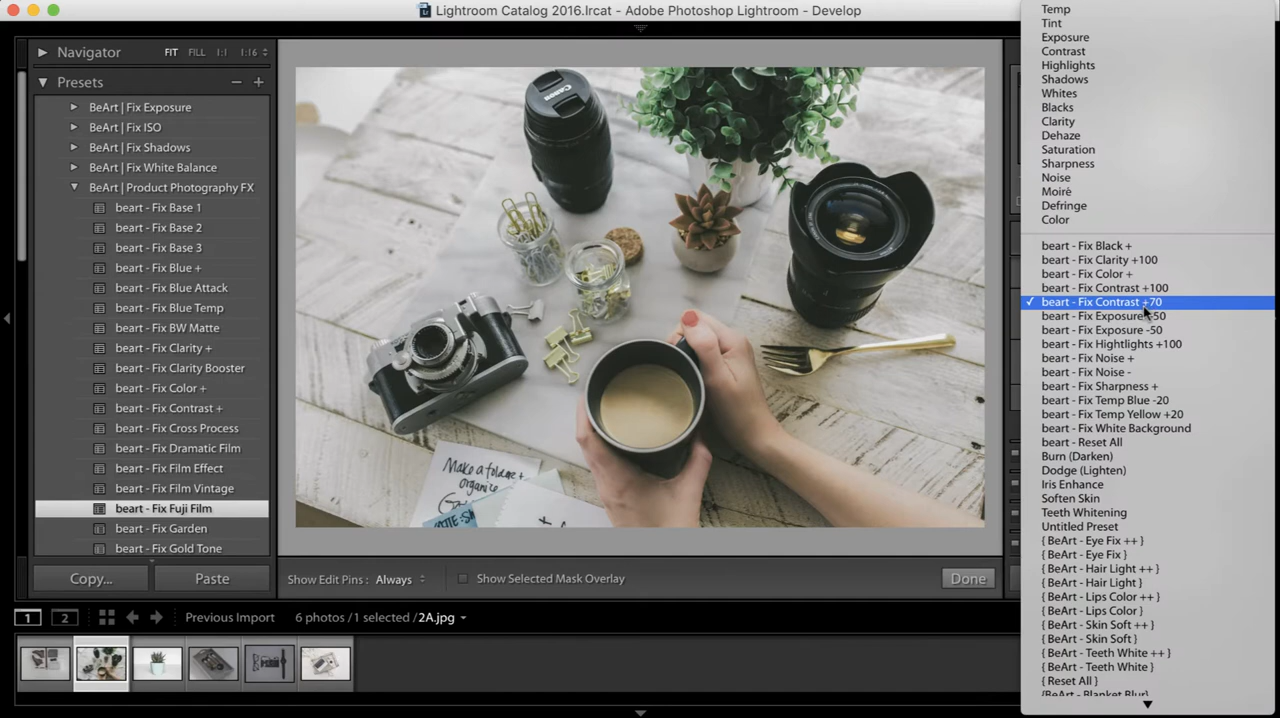 Lightroom Catalog 2016.lrcat - Adobe Photoshop Lightroom - Develop
Navigator
FIT FILL 1:1 1:16
Presets
BeArt | Fix Exposure
BeArt | Fix ISO
BeArt | Fix Shadows
BeArt | Fix White Balance
BeArt | Product Photography FX
beart - Fix Base 1
beart - Fix Base 2
beart - Fix Base 3
beart - Fix Blue +
beart - Fix Blue Attack
beart - Fix Blue Temp
beart - Fix BW Matte
beart - Fix Clarity +
beart - Fix Clarity Booster
beart - Fix Color +
beart - Fix Contrast +
beart - Fix Cross Process
beart - Fix Dramatic Film
beart - Fix Film Effect
beart - Fix Film Vintage
beart - Fix Fuji Film
beart - Fix Garden
beart - Fix Gold Tone
Copy...
Paste
Canon
Make a folder +
organize
Show Edit Pins : Always
Show Selected Mask Overlay
Done
1 2
Previous Import
6 photos / 1 selected / 2A.jpg
Temp
Tint
Exposure
Contrast
Highlights
Shadows
Whites
Blacks
Clarity
Dehaze
Saturation
Sharpness
Noise
Moiré
Defringe
Color
beart - Fix Black +
beart - Fix Clarity +100
beart - Fix Color +
beart - Fix Contrast +100
beart - Fix Contrast +70
beart - Fix Exposure +50
beart - Fix Exposure -50
beart - Fix Hightlights +100
beart - Fix Noise +
beart - Fix Noise -
beart - Fix Sharpness +
beart - Fix Temp Blue -20
beart - Fix Temp Yellow +20
beart - Fix White Background
beart - Reset All
Burn (Darken)
Dodge (Lighten)
Iris Enhance
Soften Skin
Teeth Whitening
Untitled Preset
{ BeArt - Eye Fix ++ }
{ BeArt - Eye Fix }
{ BeArt - Hair Light ++ }
{ BeArt - Hair Light }
{ BeArt - Lips Color ++ }
{ BeArt - Lips Color }
{ BeArt - Skin Soft ++ }
{ BeArt - Skin Soft }
{ BeArt - Teeth White ++ }
{ BeArt - Teeth White }
{ Reset All }
{BeArt - Blanket Blur}